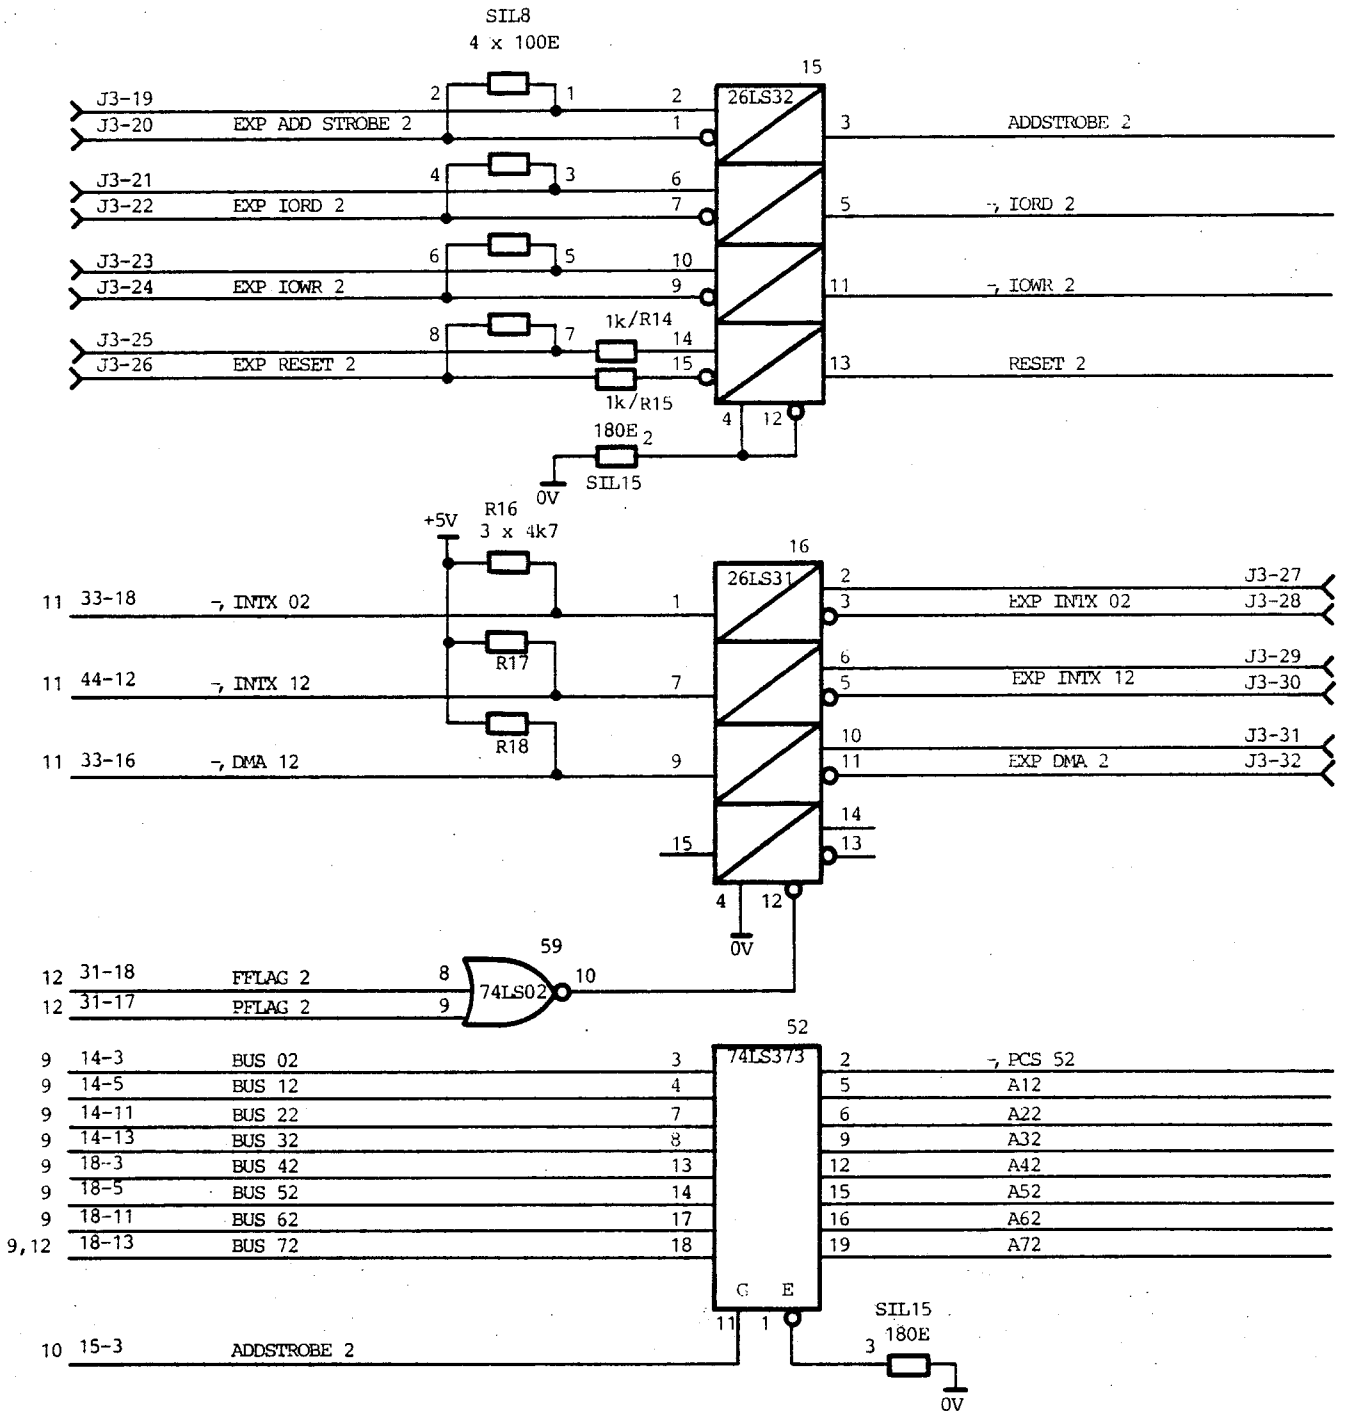 SIL8
4 x 100E
15
J3-19 2 1 2 26LS32
J3-20 EXP ADD STROBE 2 1 3 ADDSTROBE 2
J3-21 4 3 6
J3-22 EXP IORD 2 7 5 ¬, IORD 2
J3-23 6 5 10
J3-24 EXP IOWR 2 9 11 ¬, IOWR 2
1k/R14
J3-25 8 7 14
J3-26 EXP RESET 2 15 13 RESET 2
1k/R15
4 12
180E 2
SIL15
0V
R16
+5V 3 x 4k7
16
26LS31 2 J3-27
11 33-18 ¬, INTX 02 1 3 EXP INTX 02 J3-28
R17
6 J3-29
11 44-12 ¬, INTX 12 7 5 EXP INTX 12 J3-30
R18
10 J3-31
11 33-16 ¬, DMA 12 9 11 EXP DMA 2 J3-32
14
15 13
4 12
0V
59
12 31-18 FFLAG 2 8 74LS02 10
12 31-17 PFLAG 2 9
52
74LS373
9 14-3 BUS 02 3 2 ¬, PCS 52
9 14-5 BUS 12 4 5 A12
9 14-11 BUS 22 7 6 A22
9 14-13 BUS 32 8 9 A32
9 18-3 BUS 42 13 12 A42
9 18-5 BUS 52 14 15 A52
9 18-11 BUS 62 17 16 A62
9,12 18-13 BUS 72 18 19 A72
G E
11 1
SIL15
3 180E
10 15-3 ADDSTROBE 2
0V